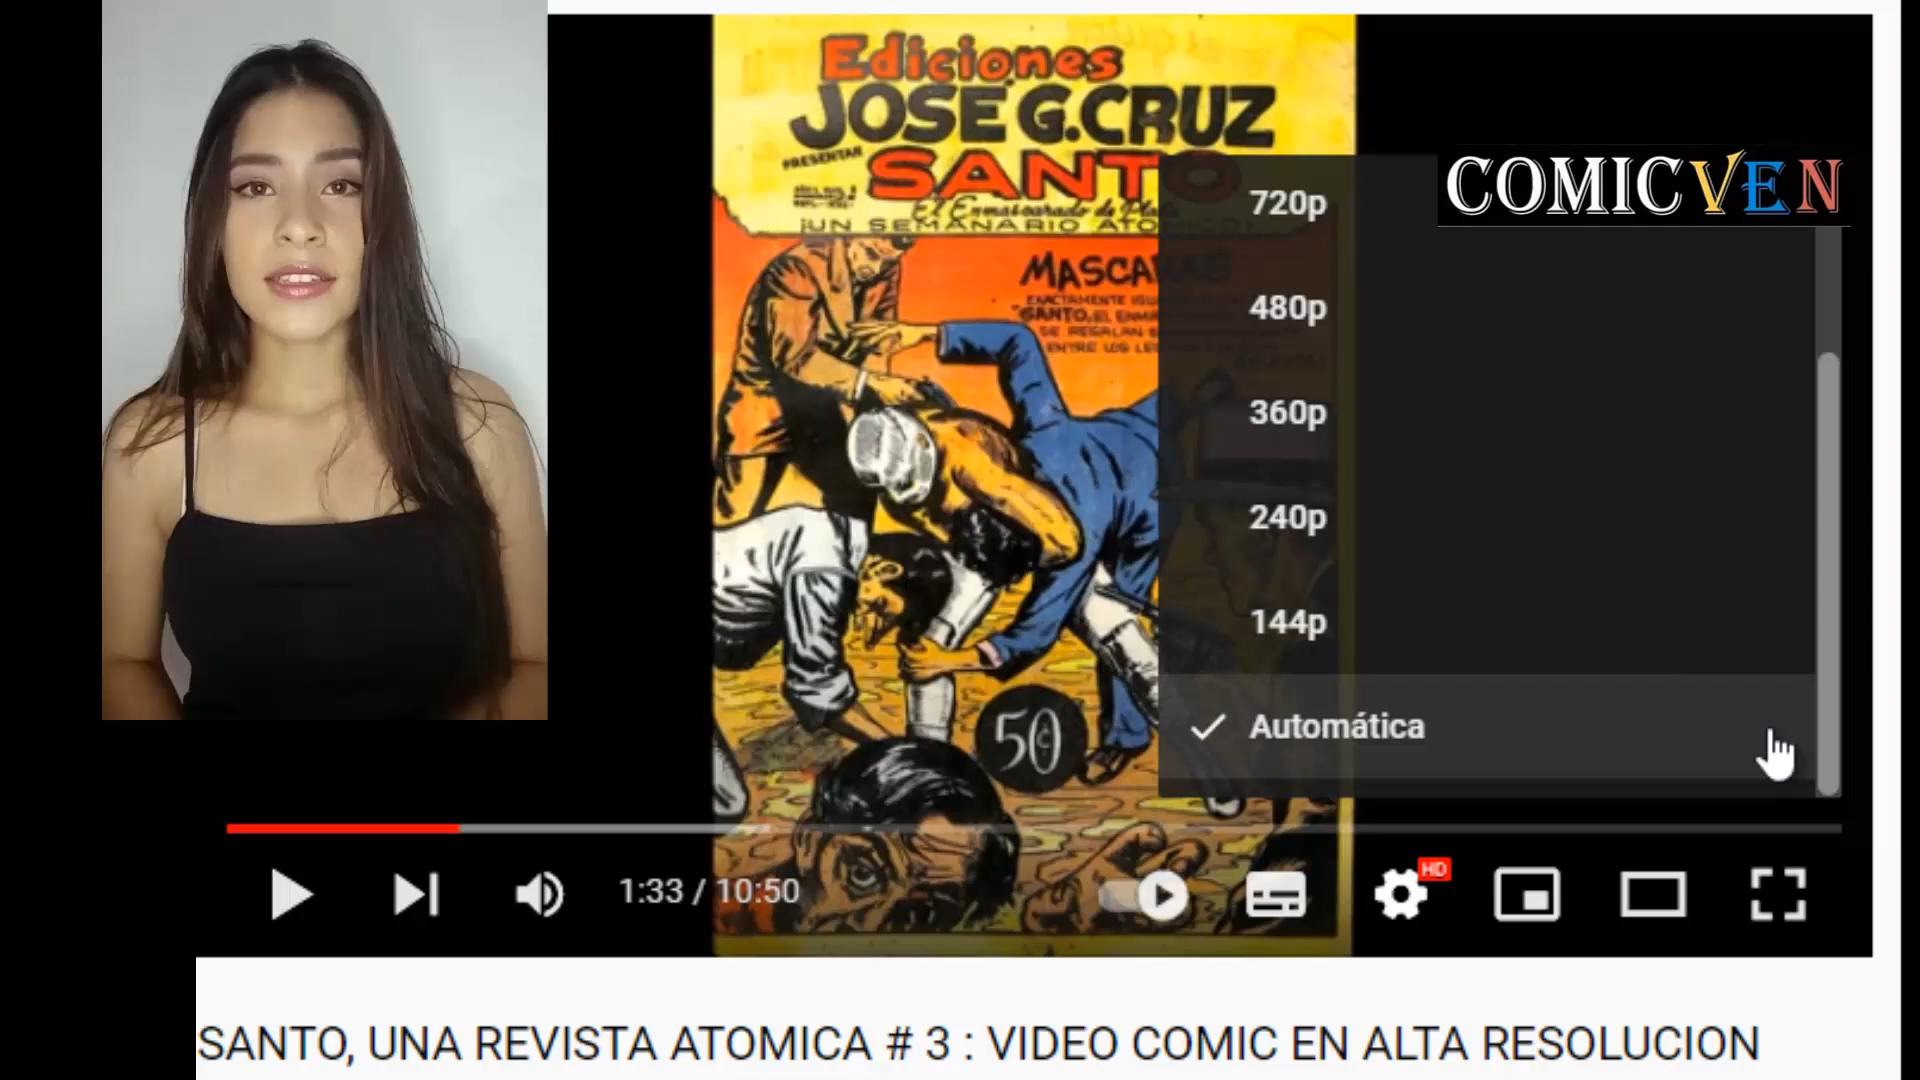 Ediciones
JOSE G. CRUZ
PRESENTAN
SANTO
El Enmascarado de Plata
¡UN SEMANARIO ATOMICO!
MASCARAS
EXACTAMENTE
SANTO, EL
SE REGALAN
ENTRE LOS
50¢
COMICVEN
720p
480p
360p
240p
144p
Automática
1:33 / 10:50
HD
SANTO, UNA REVISTA ATOMICA # 3 : VIDEO COMIC EN ALTA RESOLUCION